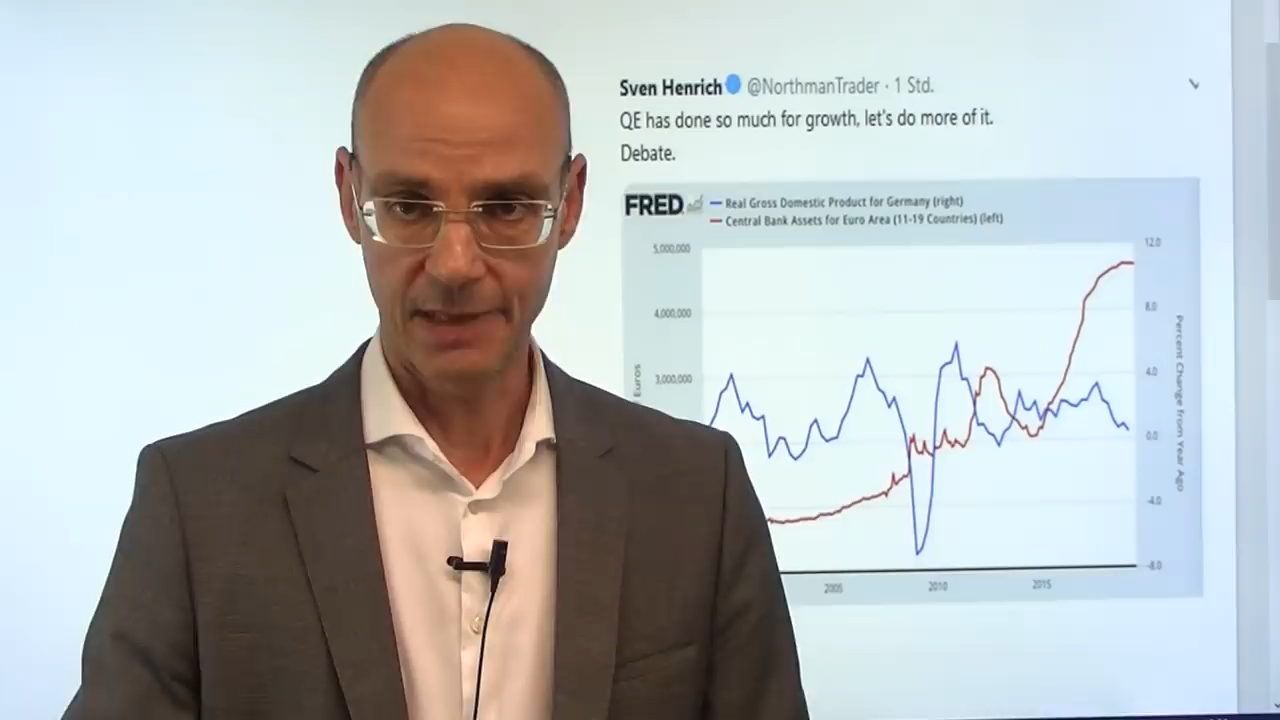 Sven Henrich @NorthmanTrader · 1 Std.
QE has done so much for growth, let's do more of it.
Debate.
FRED
Real Gross Domestic Product for Germany (right)
Central Bank Assets for Euro Area (11-19 Countries) (left)
5,000,000
4,000,000
3,000,000
Euros
12.0
8.0
4.0
0.0
-4.0
-8.0
Percent Change from Year Ago
2005
2010
2015